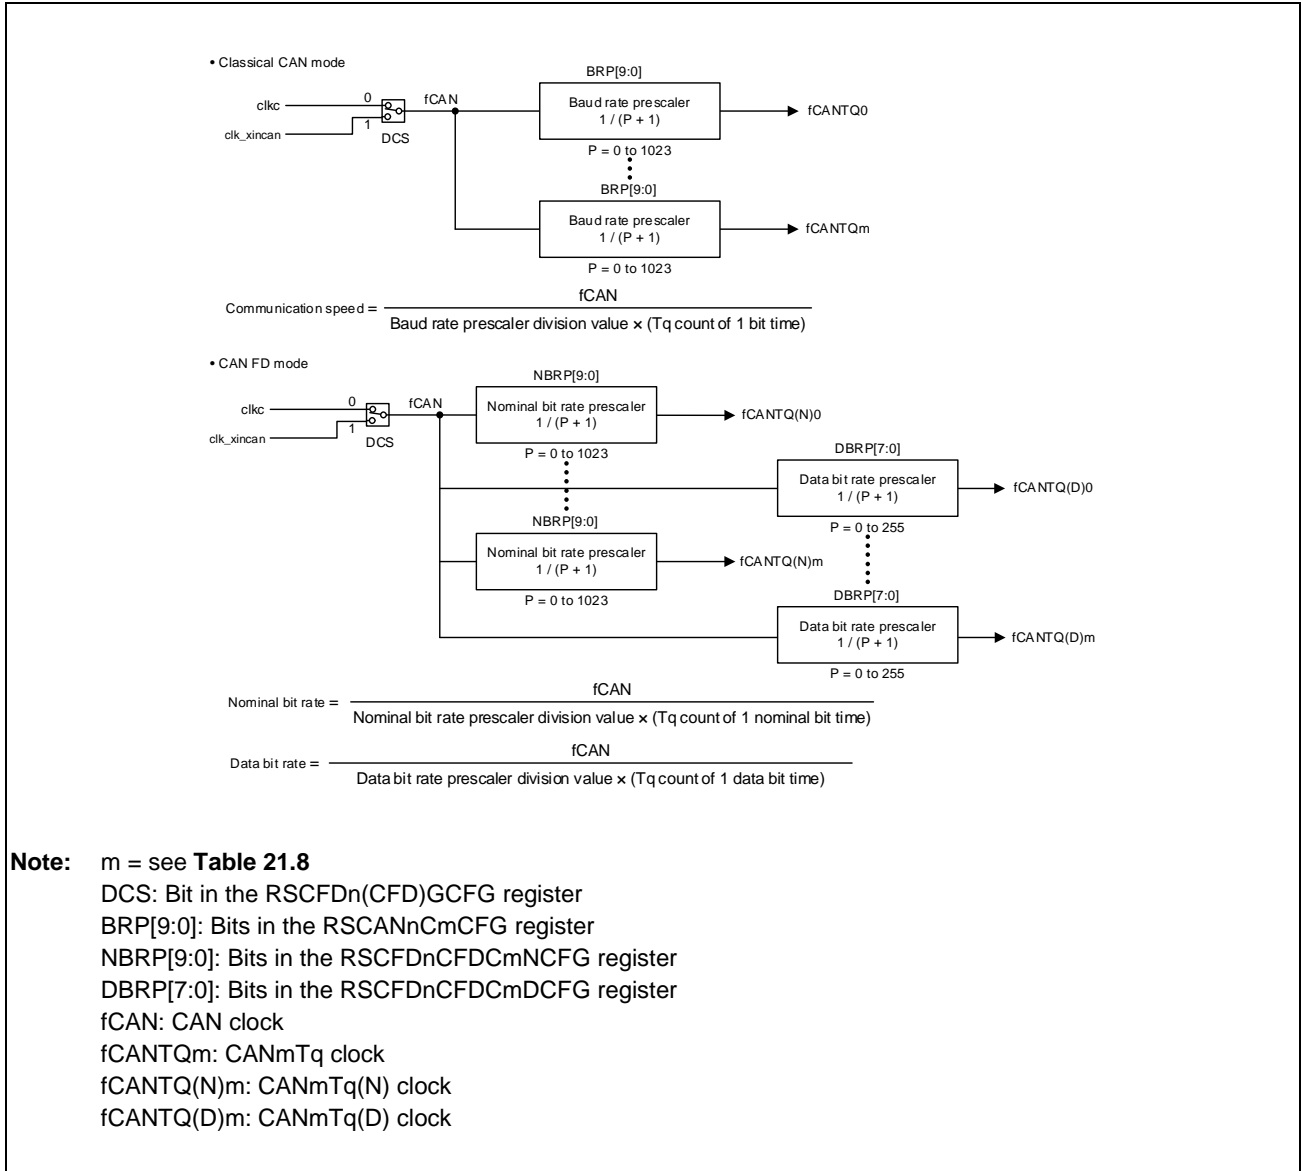 • Classical CAN mode
BRP[9:0]
clkc
0
fCAN
Baud rate prescaler
1 / (P + 1)
fCANTQ0
clk_xincan
1
DCS
P = 0 to 1023
BRP[9:0]
Baud rate prescaler
1 / (P + 1)
fCANTQm
P = 0 to 1023
Communication speed =
fCAN
Baud rate prescaler division value × (Tq count of 1 bit time)
• CAN FD mode
NBRP[9:0]
clkc
0
fCAN
Nominal bit rate prescaler
1 / (P + 1)
fCANTQ(N)0
clk_xincan
1
DCS
P = 0 to 1023
DBRP[7:0]
Data bit rate prescaler
1 / (P + 1)
fCANTQ(D)0
P = 0 to 255
NBRP[9:0]
Nominal bit rate prescaler
1 / (P + 1)
fCANTQ(N)m
P = 0 to 1023
DBRP[7:0]
Data bit rate prescaler
1 / (P + 1)
fCANTQ(D)m
P = 0 to 255
Nominal bit rate =
fCAN
Nominal bit rate prescaler division value × (Tq count of 1 nominal bit time)
Data bit rate =
fCAN
Data bit rate prescaler division value × (Tq count of 1 data bit time)
Note: m = see Table 21.8
DCS: Bit in the RSCFDn(CFD)GCFG register
BRP[9:0]: Bits in the RSCANnCmCFG register
NBRP[9:0]: Bits in the RSCFDnCFDCmNCFG register
DBRP[7:0]: Bits in the RSCFDnCFDCmDCFG register
fCAN: CAN clock
fCANTQm: CANmTq clock
fCANTQ(N)m: CANmTq(N) clock
fCANTQ(D)m: CANmTq(D) clock